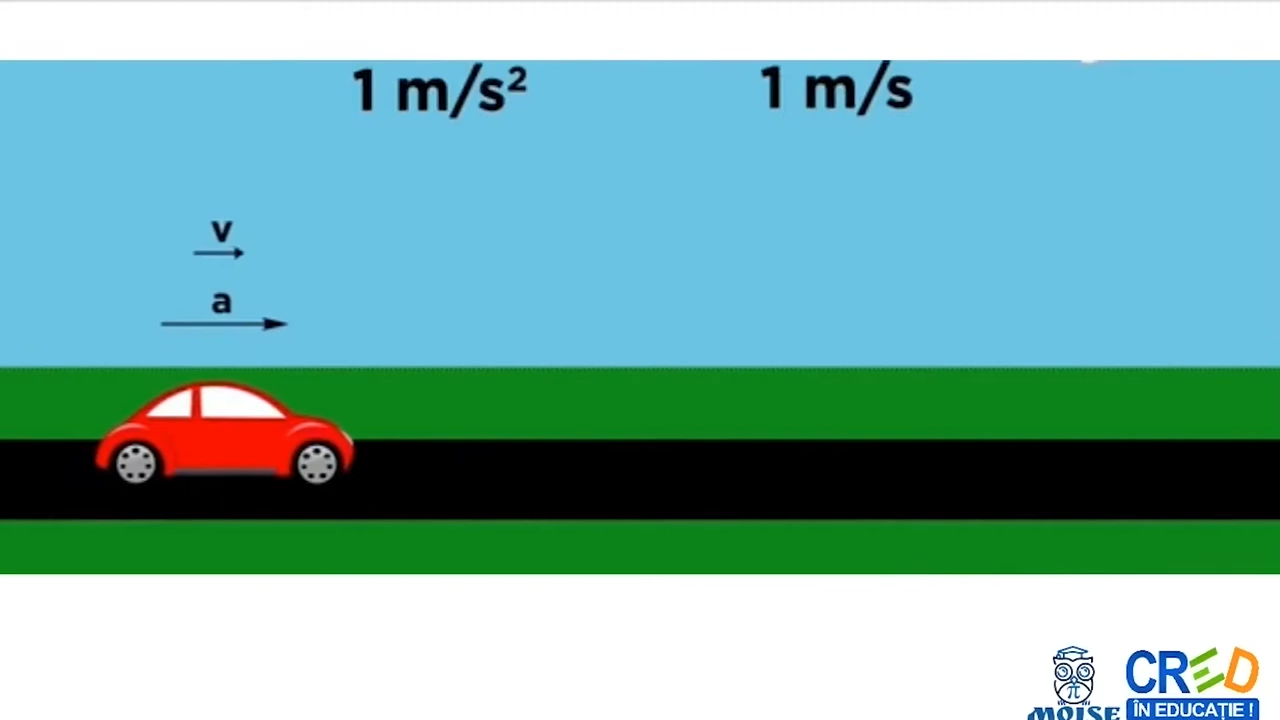 1 m/s² 1 m/s
v
a
π
MOISE
CRED
ÎN EDUCAȚIE !